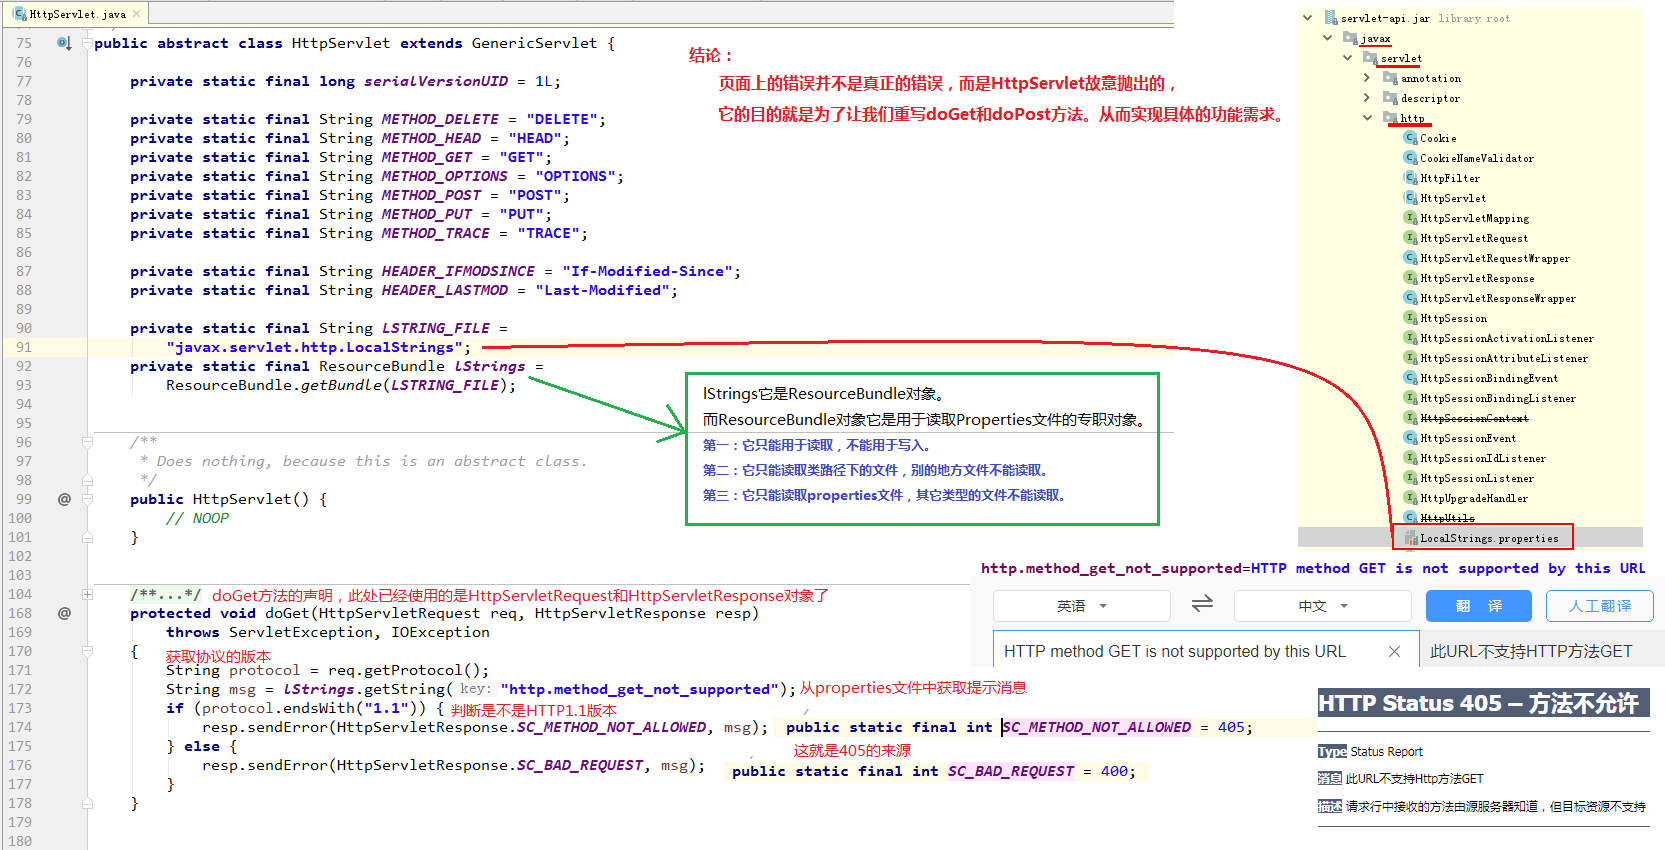 HttpServlet.java
75 public abstract class HttpServlet extends GenericServlet {
76
77 private static final long serialVersionUID = 1L;
78
79 private static final String METHOD_DELETE = "DELETE";
80 private static final String METHOD_HEAD = "HEAD";
81 private static final String METHOD_GET = "GET";
82 private static final String METHOD_OPTIONS = "OPTIONS";
83 private static final String METHOD_POST = "POST";
84 private static final String METHOD_PUT = "PUT";
85 private static final String METHOD_TRACE = "TRACE";
86
87 private static final String HEADER_IFMODSINCE = "If-Modified-Since";
88 private static final String HEADER_LASTMOD = "Last-Modified";
89
90 private static final String LSTRING_FILE =
91 "javax.servlet.http.LocalStrings";
92 private static final ResourceBundle lStrings =
93 ResourceBundle.getBundle(LSTRING_FILE);
94
95
96 /**
97 * Does nothing, because this is an abstract class.
98 */
99 @ public HttpServlet() {
100 // NOOP
101 }
102
103
104 /**...*/ doGet方法的声明，此处已经使用的是HttpServletRequest和HttpServletResponse对象了
168 @ protected void doGet(HttpServletRequest req, HttpServletResponse resp)
169 throws ServletException, IOException
170 { 获取协议的版本
171 String protocol = req.getProtocol();
172 String msg = lStrings.getString( key: "http.method_get_not_supported"); 从properties文件中获取提示消息
173 if (protocol.endsWith("1.1")) { 判断是不是HTTP1.1版本
174 resp.sendError(HttpServletResponse.SC_METHOD_NOT_ALLOWED, msg); public static final int SC_METHOD_NOT_ALLOWED = 405;
175 } else { 这就是405的来源
176 resp.sendError(HttpServletResponse.SC_BAD_REQUEST, msg); public static final int SC_BAD_REQUEST = 400;
177 }
178 }
179
180
结论：
页面上的错误并不是真正的错误，而是HttpServlet故意抛出的，
它的目的就是为了让我们重写doGet和doPost方法。从而实现具体的功能需求。
lStrings它是ResourceBundle对象。
而ResourceBundle对象它是用于读取Properties文件的专职对象。
第一：它只能用于读取，不能用于写入。
第二：它只能读取类路径下的文件，别的地方文件不能读取。
第三：它只能读取properties文件，其它类型的文件不能读取。
servlet-api.jar library root
javax
servlet
annotation
descriptor
http
Cookie
CookieNameValidator
HttpFilter
HttpServlet
HttpServletMapping
HttpServletRequest
HttpServletRequestWrapper
HttpServletResponse
HttpServletResponseWrapper
HttpSession
HttpSessionActivationListener
HttpSessionAttributeListener
HttpSessionBindingEvent
HttpSessionBindingListener
HttpSessionContext
HttpSessionEvent
HttpSessionIdListener
HttpSessionListener
HttpUpgradeHandler
HttpUtils
LocalStrings.properties
http.method_get_not_supported=HTTP method GET is not supported by this URL
英语 中文 翻 译 人工翻译
HTTP method GET is not supported by this URL 此URL不支持HTTP方法GET
HTTP Status 405 – 方法不允许
Type Status Report
消息 此URL不支持Http方法GET
描述 请求行中接收的方法由源服务器知道，但目标资源不支持